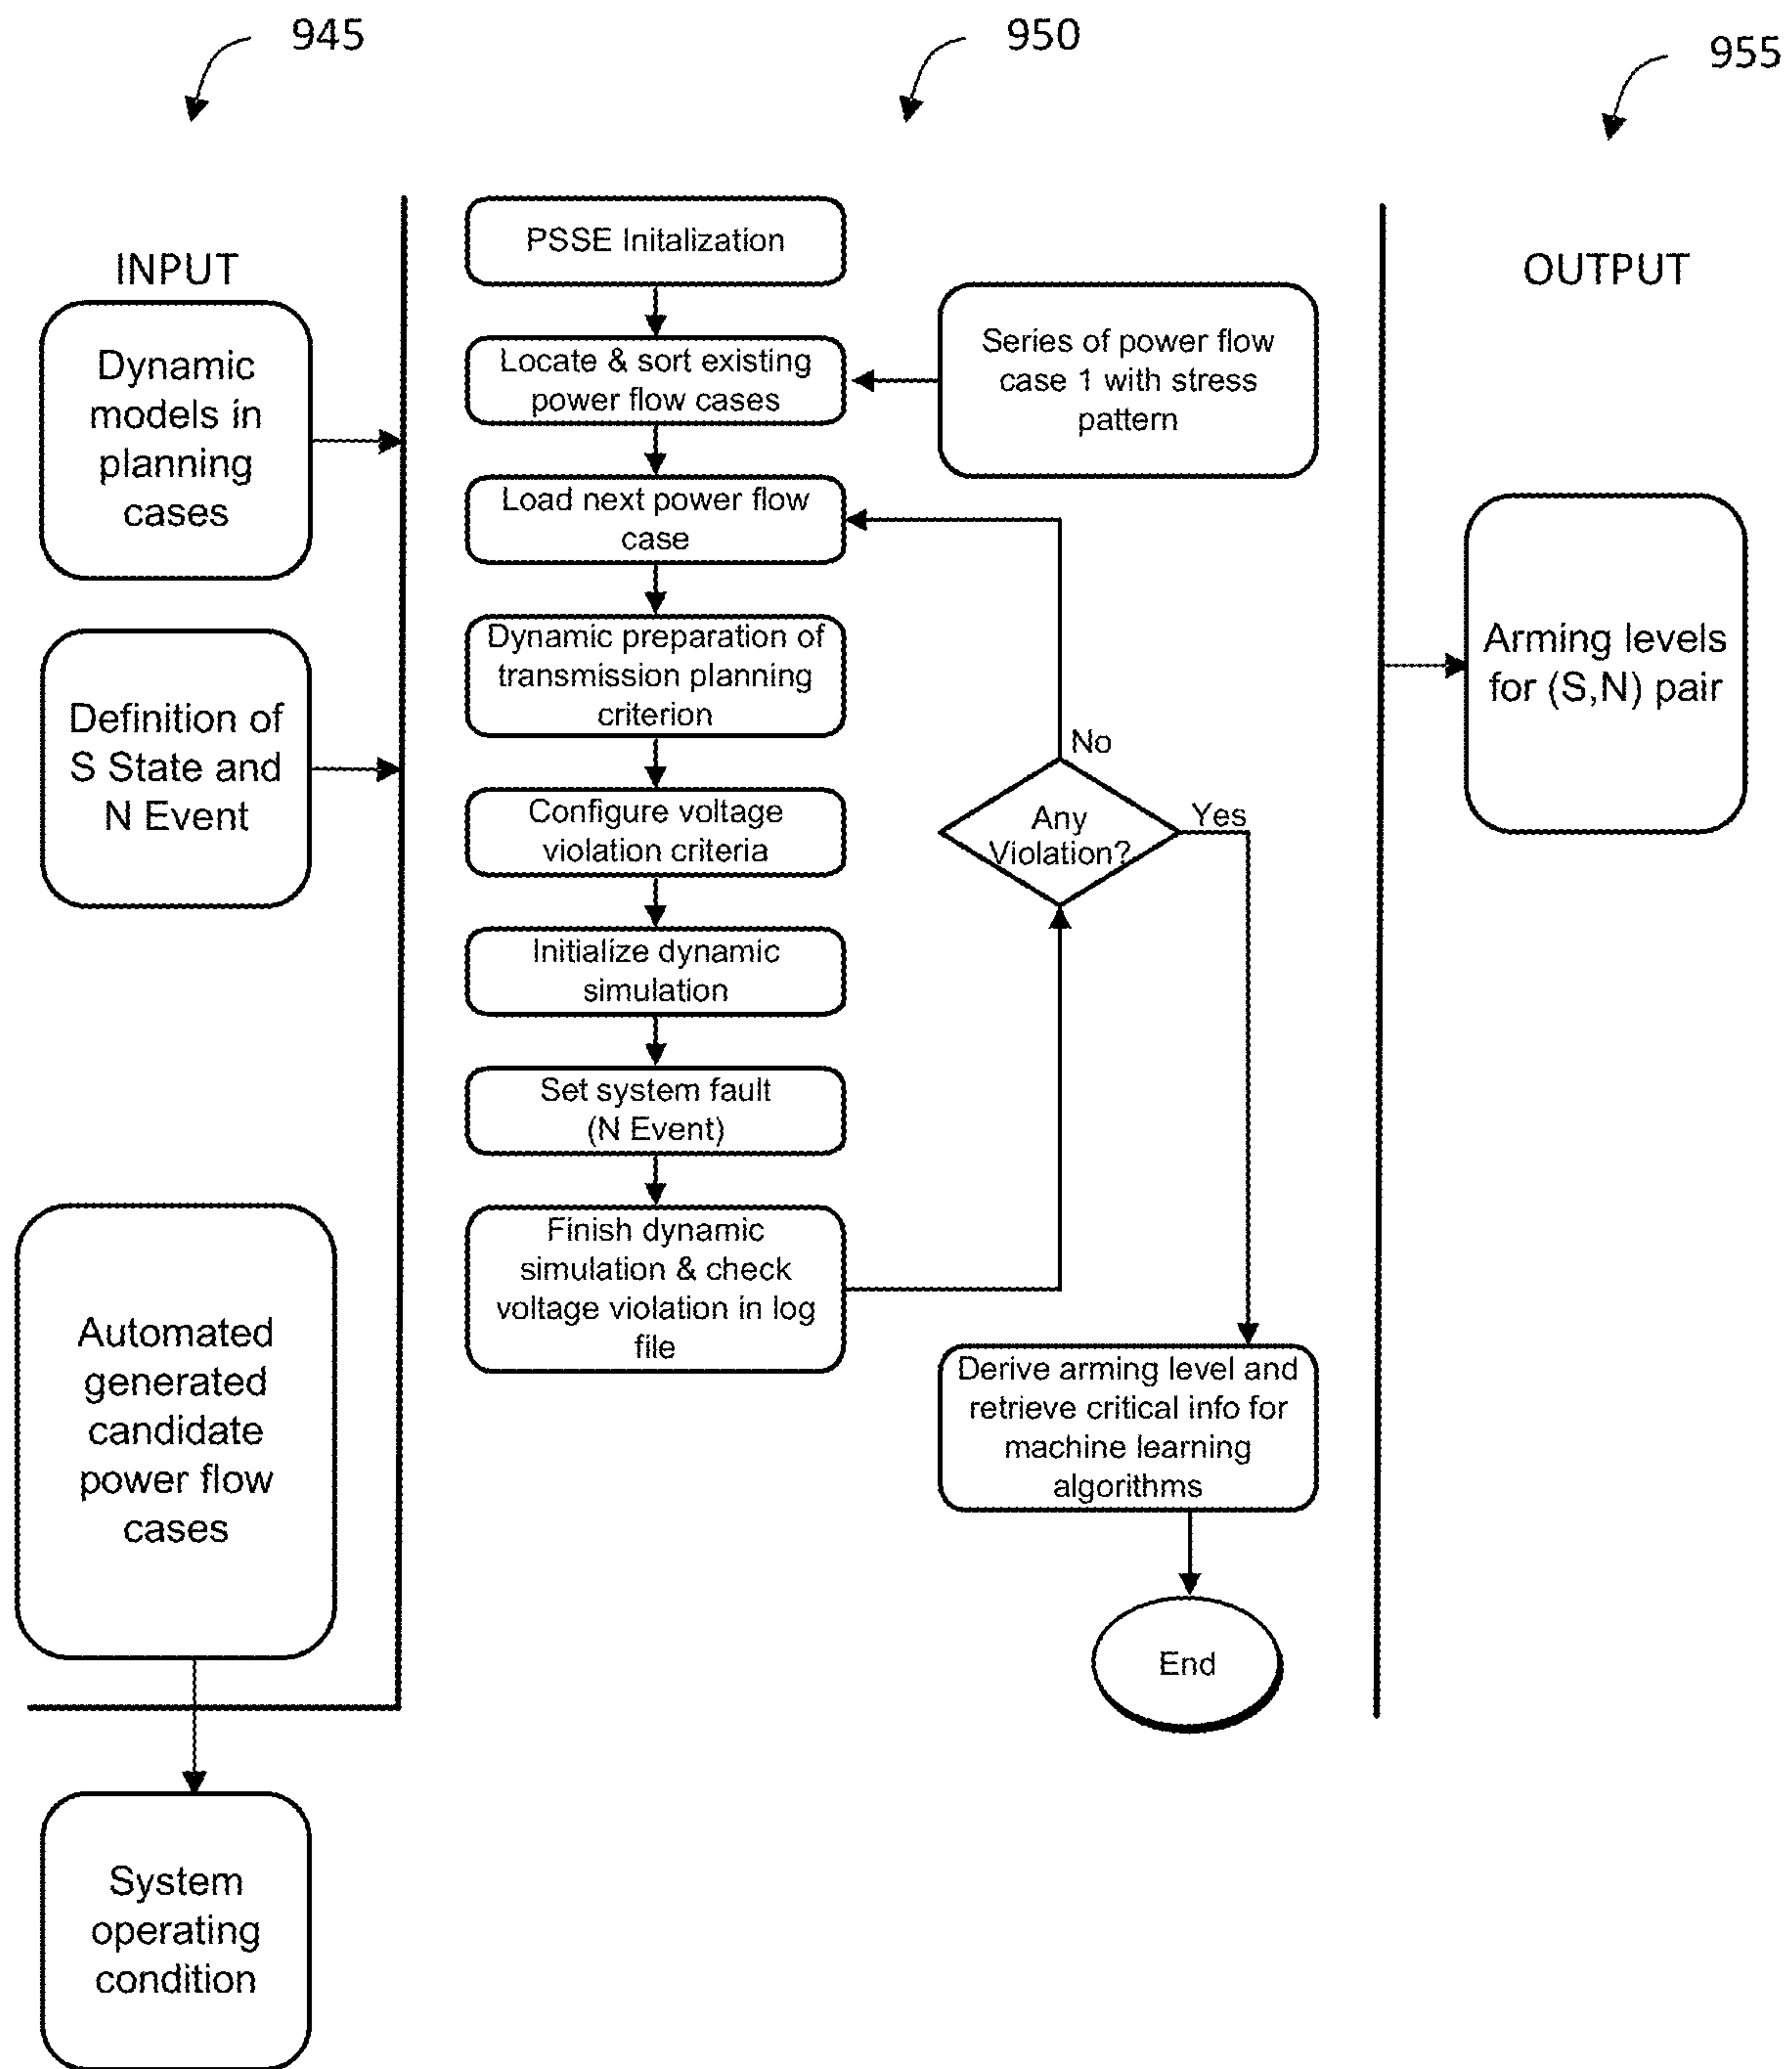 945
950
955
INPUT
Dynamic
models in
planning
cases
Definition of
S State and
N Event
Automated
generated
candidate
power flow
cases
System
operating
condition
PSSE Initalization
Locate & sort existing
power flow cases
Series of power flow
case 1 with stress
pattern
Load next power flow
case
Dynamic preparation of
transmission planning
criterion
Configure voltage
violation criteria
Initialize dynamic
simulation
Set system fault
(N Event)
Finish dynamic
simulation & check
voltage violation in log
file
No
Any
Violation?
Yes
Derive arming level and
retrieve critical info for
machine learning
algorithms
End
OUTPUT
Arming levels
for (S,N) pair